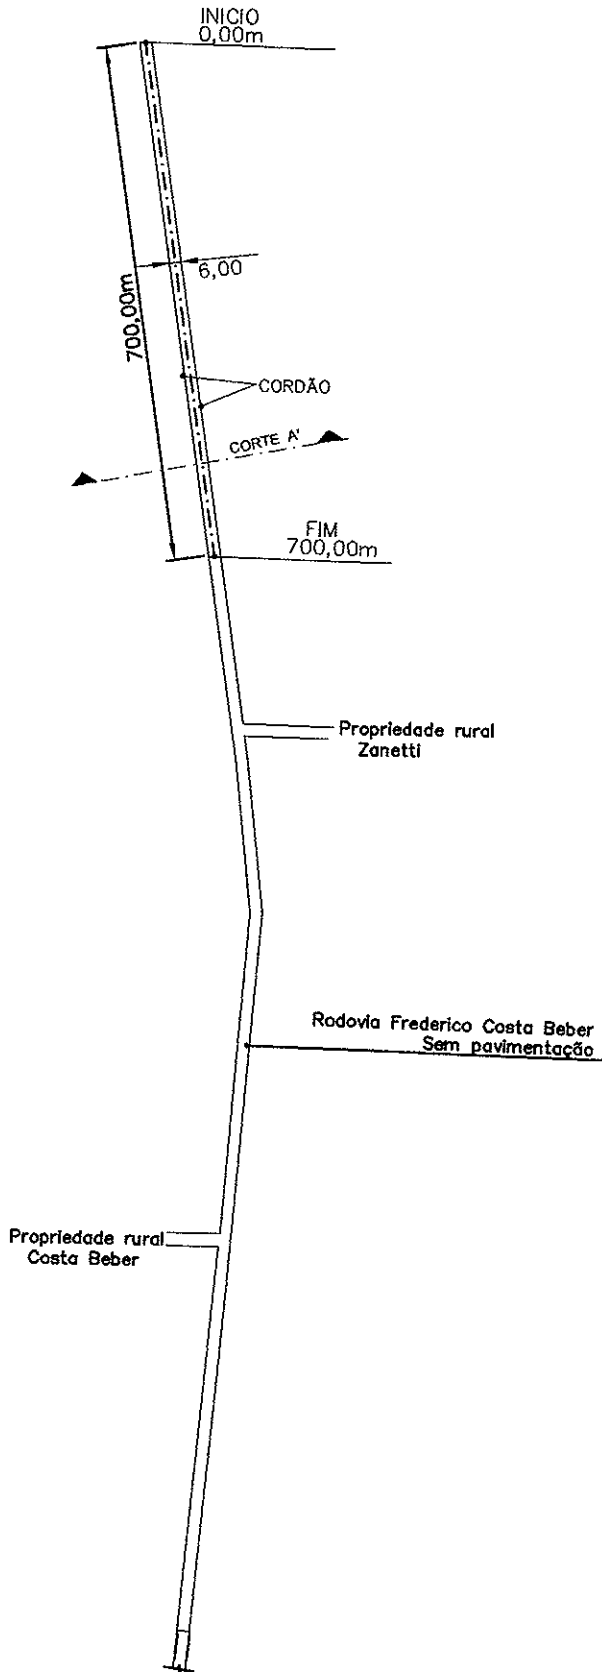 INICIO
0,00m
6,00
700,00m
CORDÃO
CORTE A'
FIM
700,00m
Propriedade rural
Zanetti
Rodovia Frederico Costa Beber
Sem pavimentação
Propriedade rural
Costa Beber